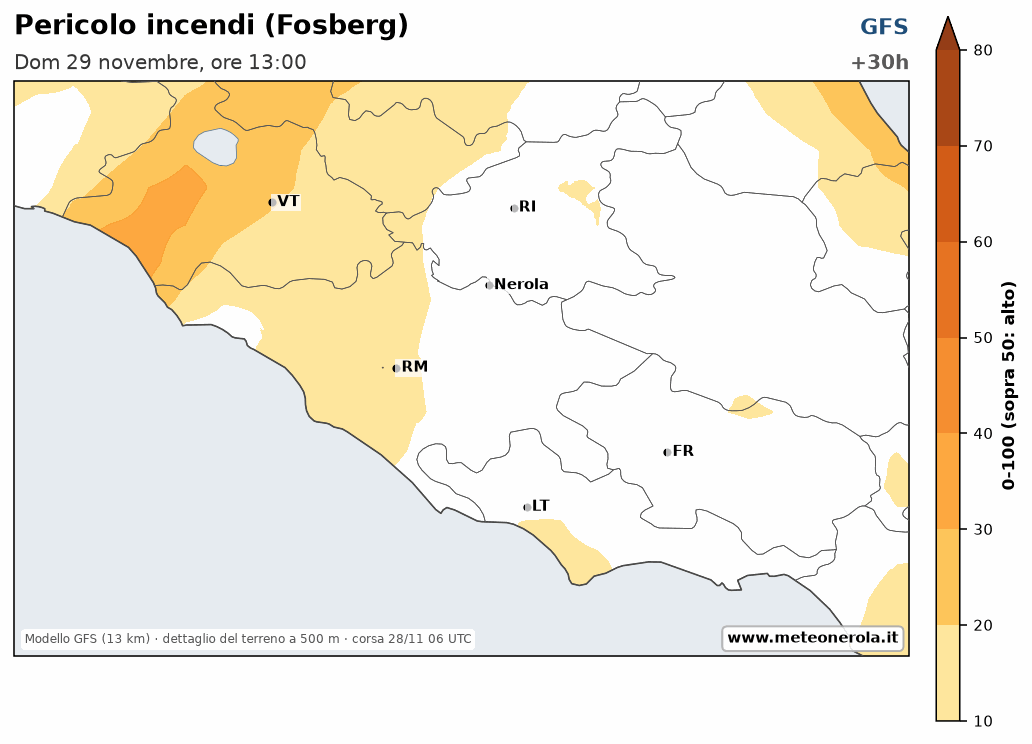 Pericolo incendi (Fosberg)
GFS
Dom 29 novembre, ore 13:00
+30h
VT
RI
Nerola
RM
FR
LT
80
70
60
50
40
30
20
10
0-100 (sopra 50: alto)
Modello GFS (13 km) · dettaglio del terreno a 500 m · corsa 28/11 06 UTC
www.meteonerola.it